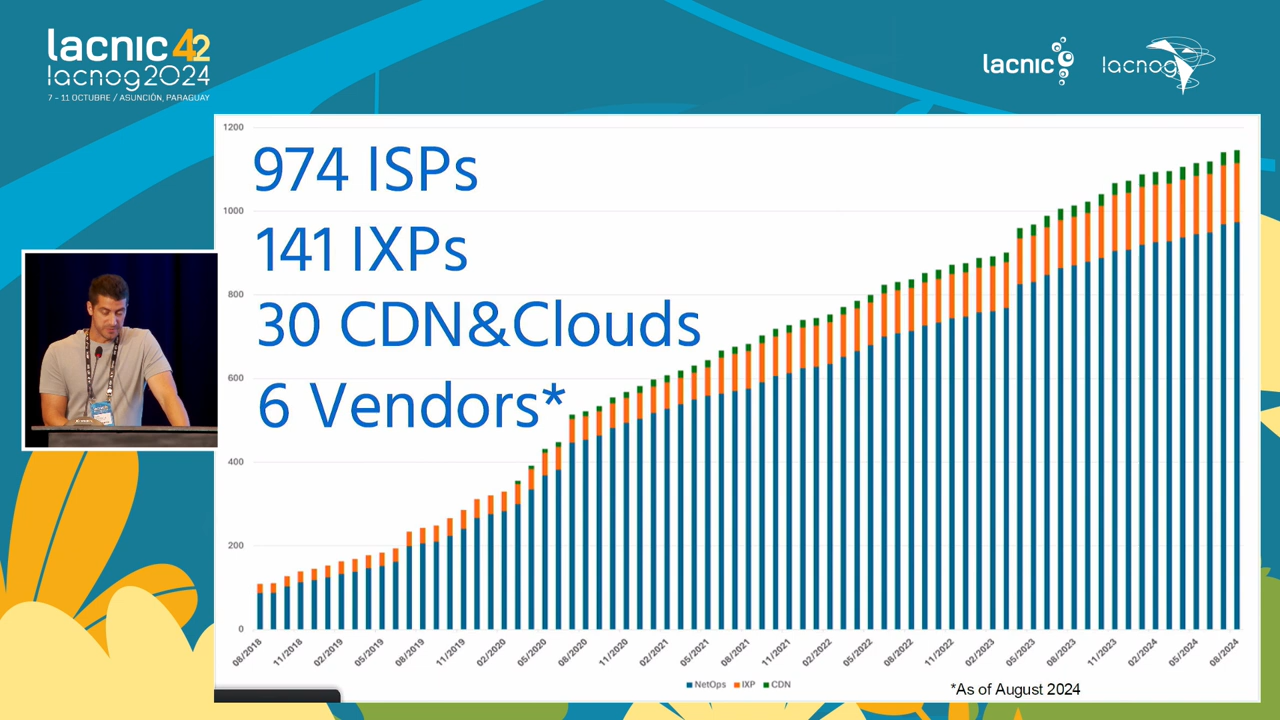 lacnic 42
lacnog2024
7 - 11 OCTUBRE / ASUNCIÓN, PARAGUAY
lacnic
lacnog
974 ISPs
141 IXPs
30 CDN&Clouds
6 Vendors*
1200
1000
800
600
400
200
0
08/2018
11/2018
02/2019
05/2019
08/2019
11/2019
02/2020
05/2020
08/2020
11/2020
02/2021
05/2021
08/2021
11/2021
02/2022
05/2022
08/2022
11/2022
02/2023
05/2023
08/2023
11/2023
02/2024
05/2024
08/2024
NetOps IXP CDN
*As of August 2024